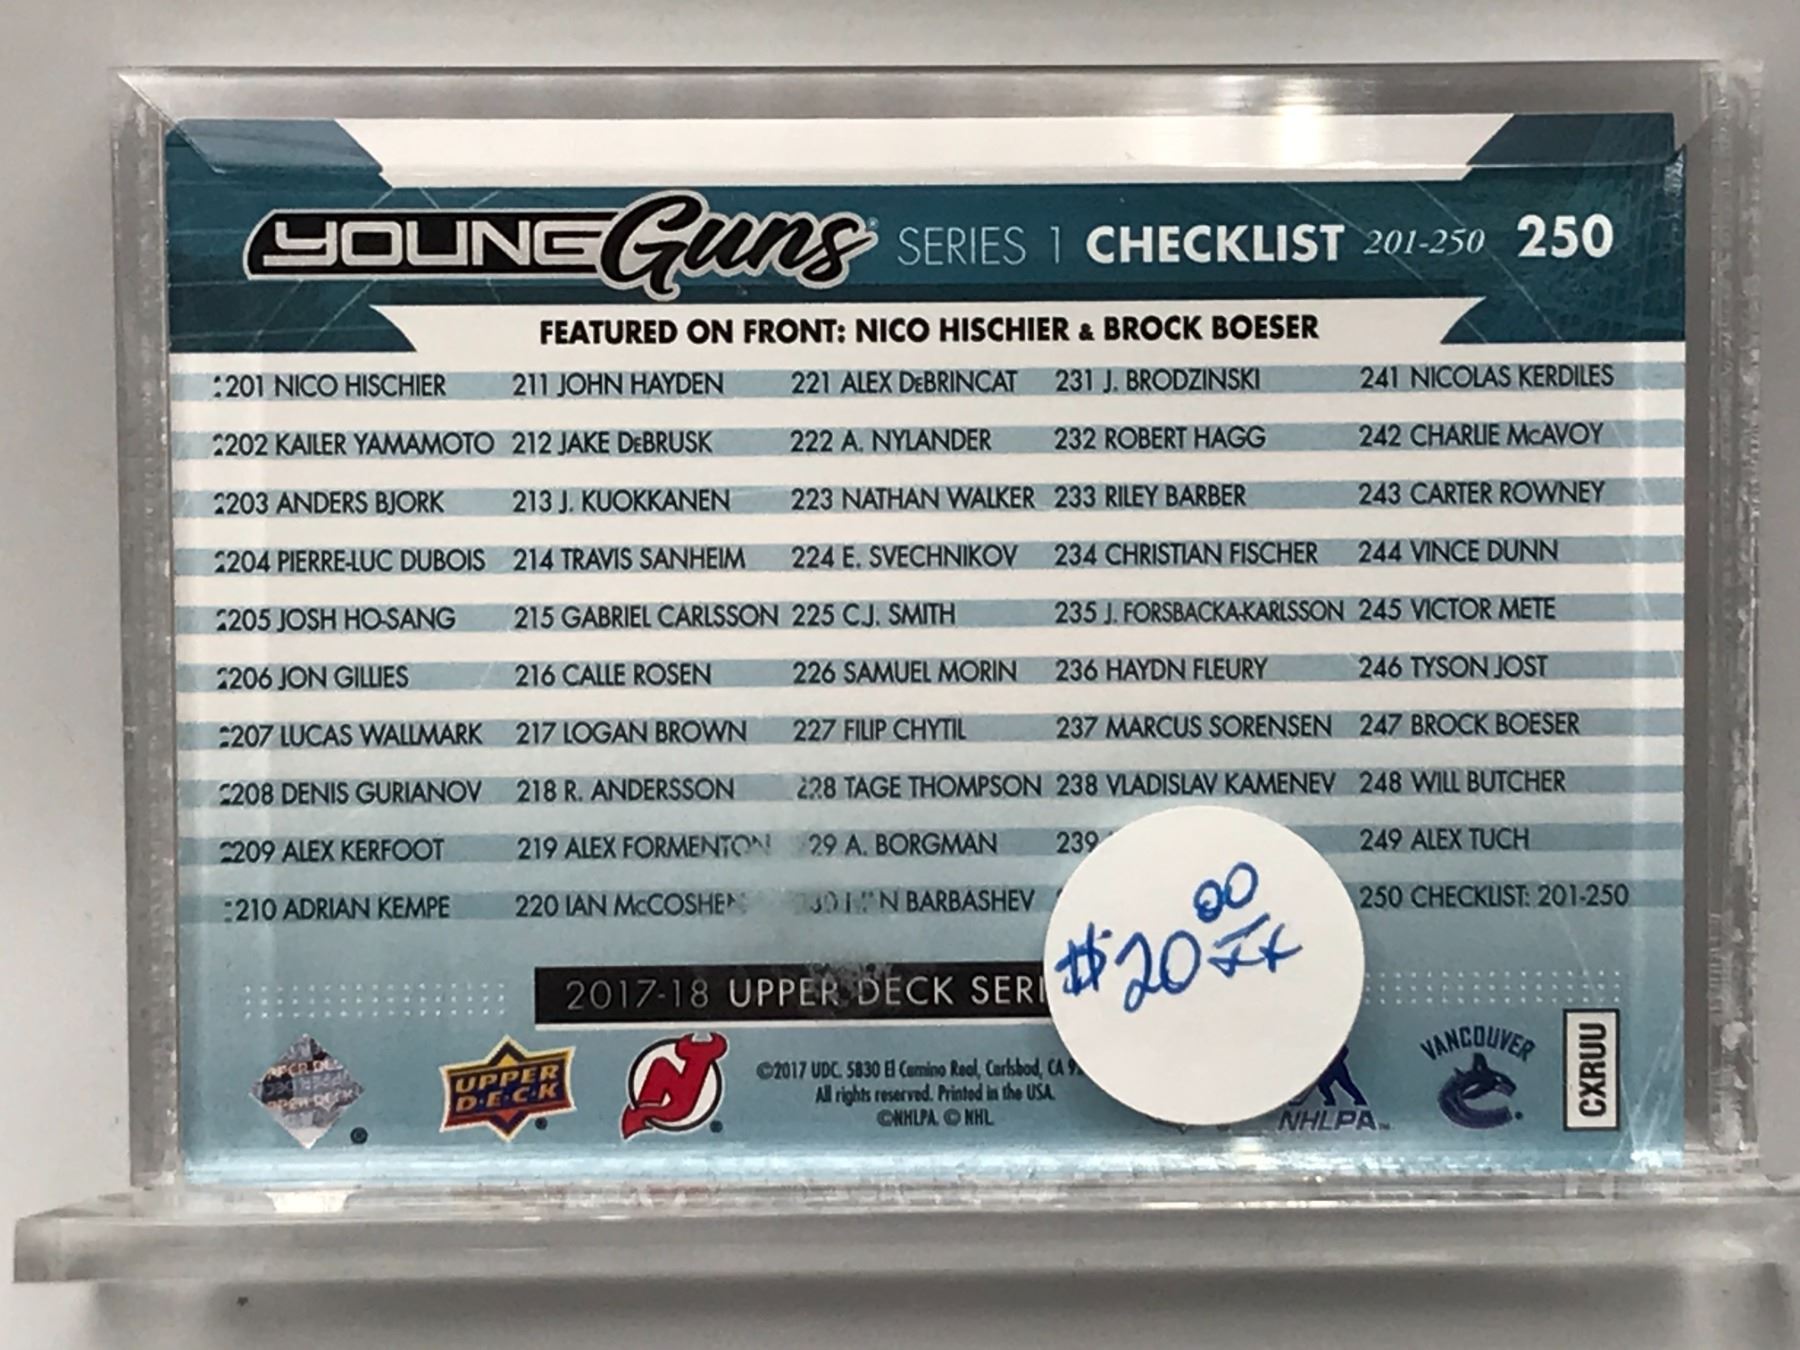 YOUNG Guns SERIES 1 CHECKLIST 201-250 250
FEATURED ON FRONT: NICO HISCHIER & BROCK BOESER
201 NICO HISCHIER 211 JOHN HAYDEN 221 ALEX DEBRINCAT 231 J. BRODZINSKI 241 NICOLAS KERDILES
202 KAILER YAMAMOTO 212 JAKE DEBRUSK 222 A. NYLANDER 232 ROBERT HAGG 242 CHARLIE MCAVOY
203 ANDERS BJORK 213 J. KUOKKANEN 223 NATHAN WALKER 233 RILEY BARBER 243 CARTER ROWNEY
204 PIERRE-LUC DUBOIS 214 TRAVIS SANHEIM 224 E. SVECHNIKOV 234 CHRISTIAN FISCHER 244 VINCE DUNN
205 JOSH HO-SANG 215 GABRIEL CARLSSON 225 C.J. SMITH 235 J. FORSBACKA-KARLSSON 245 VICTOR METE
206 JON GILLIES 216 CALLE ROSEN 226 SAMUEL MORIN 236 HAYDN FLEURY 246 TYSON JOST
207 LUCAS WALLMARK 217 LOGAN BROWN 227 FILIP CHYTIL 237 MARCUS SORENSEN 247 BROCK BOESER
208 DENIS GURIANOV 218 R. ANDERSSON 228 TAGE THOMPSON 238 VLADISLAV KAMENEV 248 WILL BUTCHER
209 ALEX KERFOOT 219 ALEX FORMENTON 29 A. BORGMAN 239 249 ALEX TUCH
210 ADRIAN KEMPE 220 IAN MCCOSHEN BARBASHEV 250 CHECKLIST: 201-250
$20 00
2017-18 UPPER DECK SERI
UPPER DECK
©2017 UDC. 5830 El Camino Real, Carlsbad, CA 9
All rights reserved. Printed in the USA.
©NHLPA. © NHL.
NHLPA
VANCOUVER
CXRUU